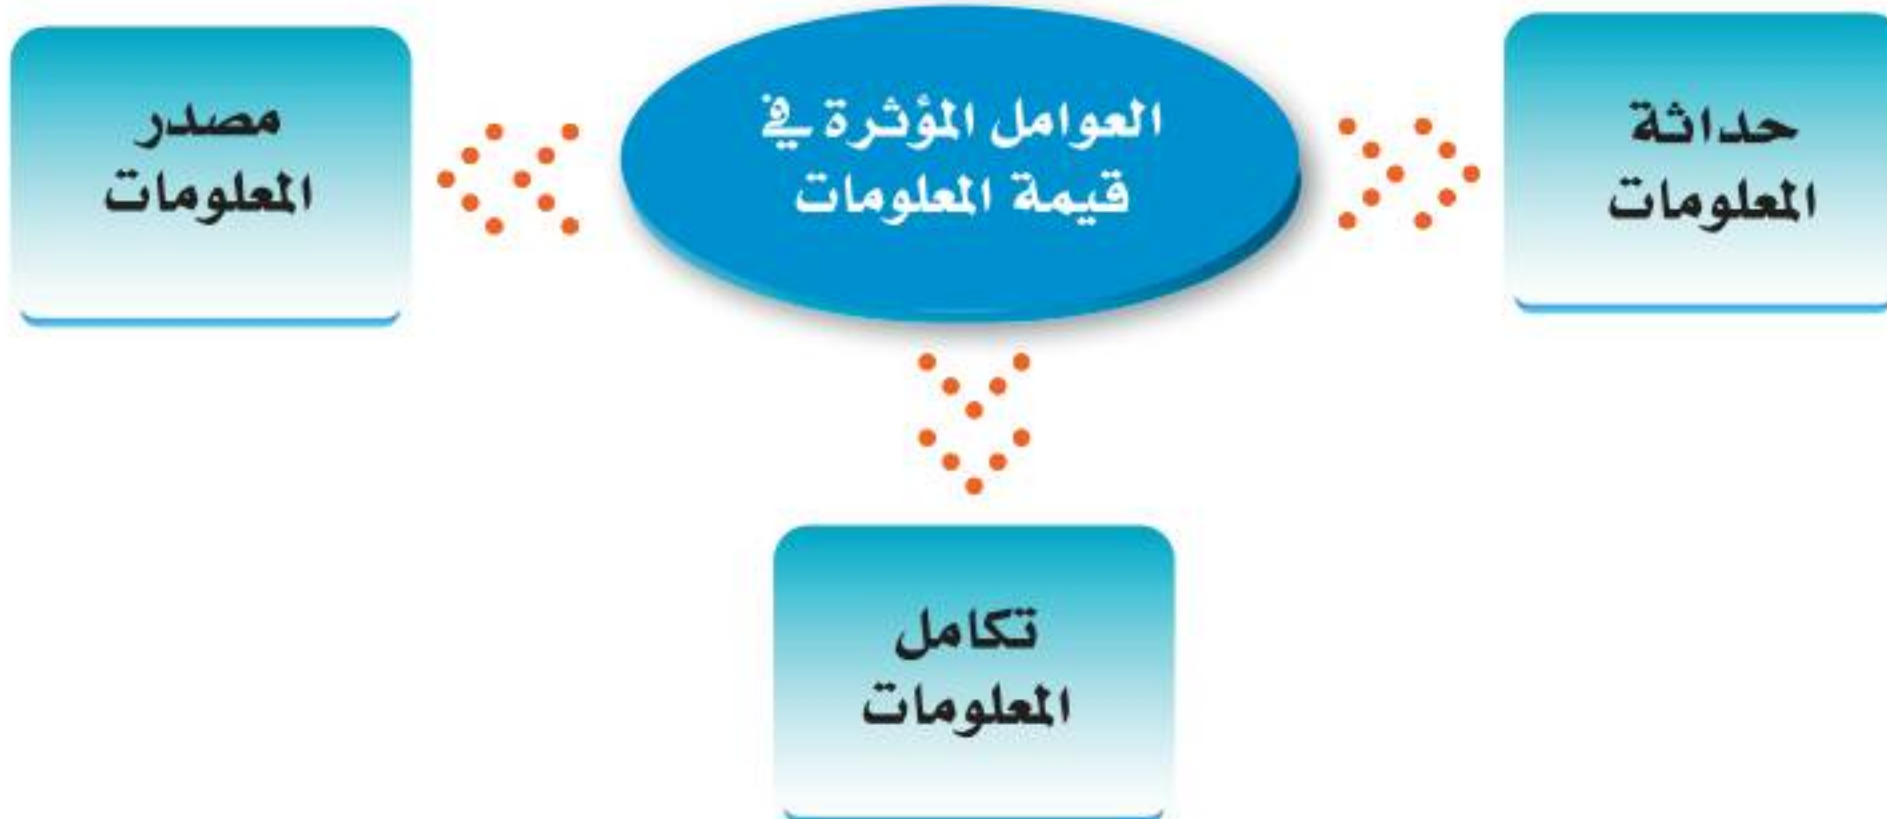 العوامل المؤثرة في
قيمة المعلومات
حداثة
المعلومات
مصدر
المعلومات
تكامل
المعلومات